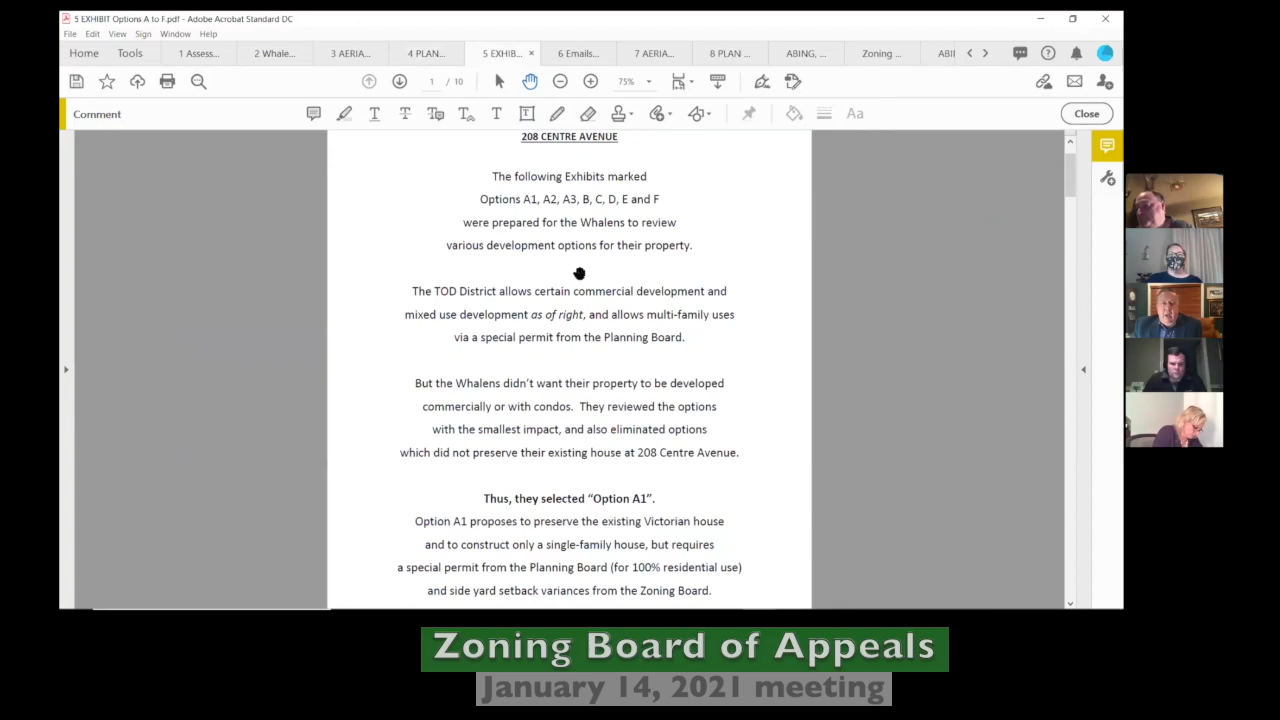 5 EXHIBIT Options A to F.pdf - Adobe Acrobat Standard DC
File Edit View Sign Window Help
Home Tools 1 Assess... 2 Whale... 3 AERIA... 4 PLAN... 5 EXHIB... × 6 Emails... 7 AERIA... 8 PLAN ... ABING, ... Zoning ...
1 / 10 75%
Comment Aa Close
208 CENTRE AVENUE
The following Exhibits marked
Options A1, A2, A3, B, C, D, E and F
were prepared for the Whalens to review
various development options for their property.
The TOD District allows certain commercial development and
mixed use development as of right, and allows multi-family uses
via a special permit from the Planning Board.
But the Whalens didn't want their property to be developed
commercially or with condos. They reviewed the options
with the smallest impact, and also eliminated options
which did not preserve their existing house at 208 Centre Avenue.
Thus, they selected "Option A1".
Option A1 proposes to preserve the existing Victorian house
and to construct only a single-family house, but requires
a special permit from the Planning Board (for 100% residential use)
and side yard setback variances from the Zoning Board.
Zoning Board of Appeals
January 14, 2021 meeting